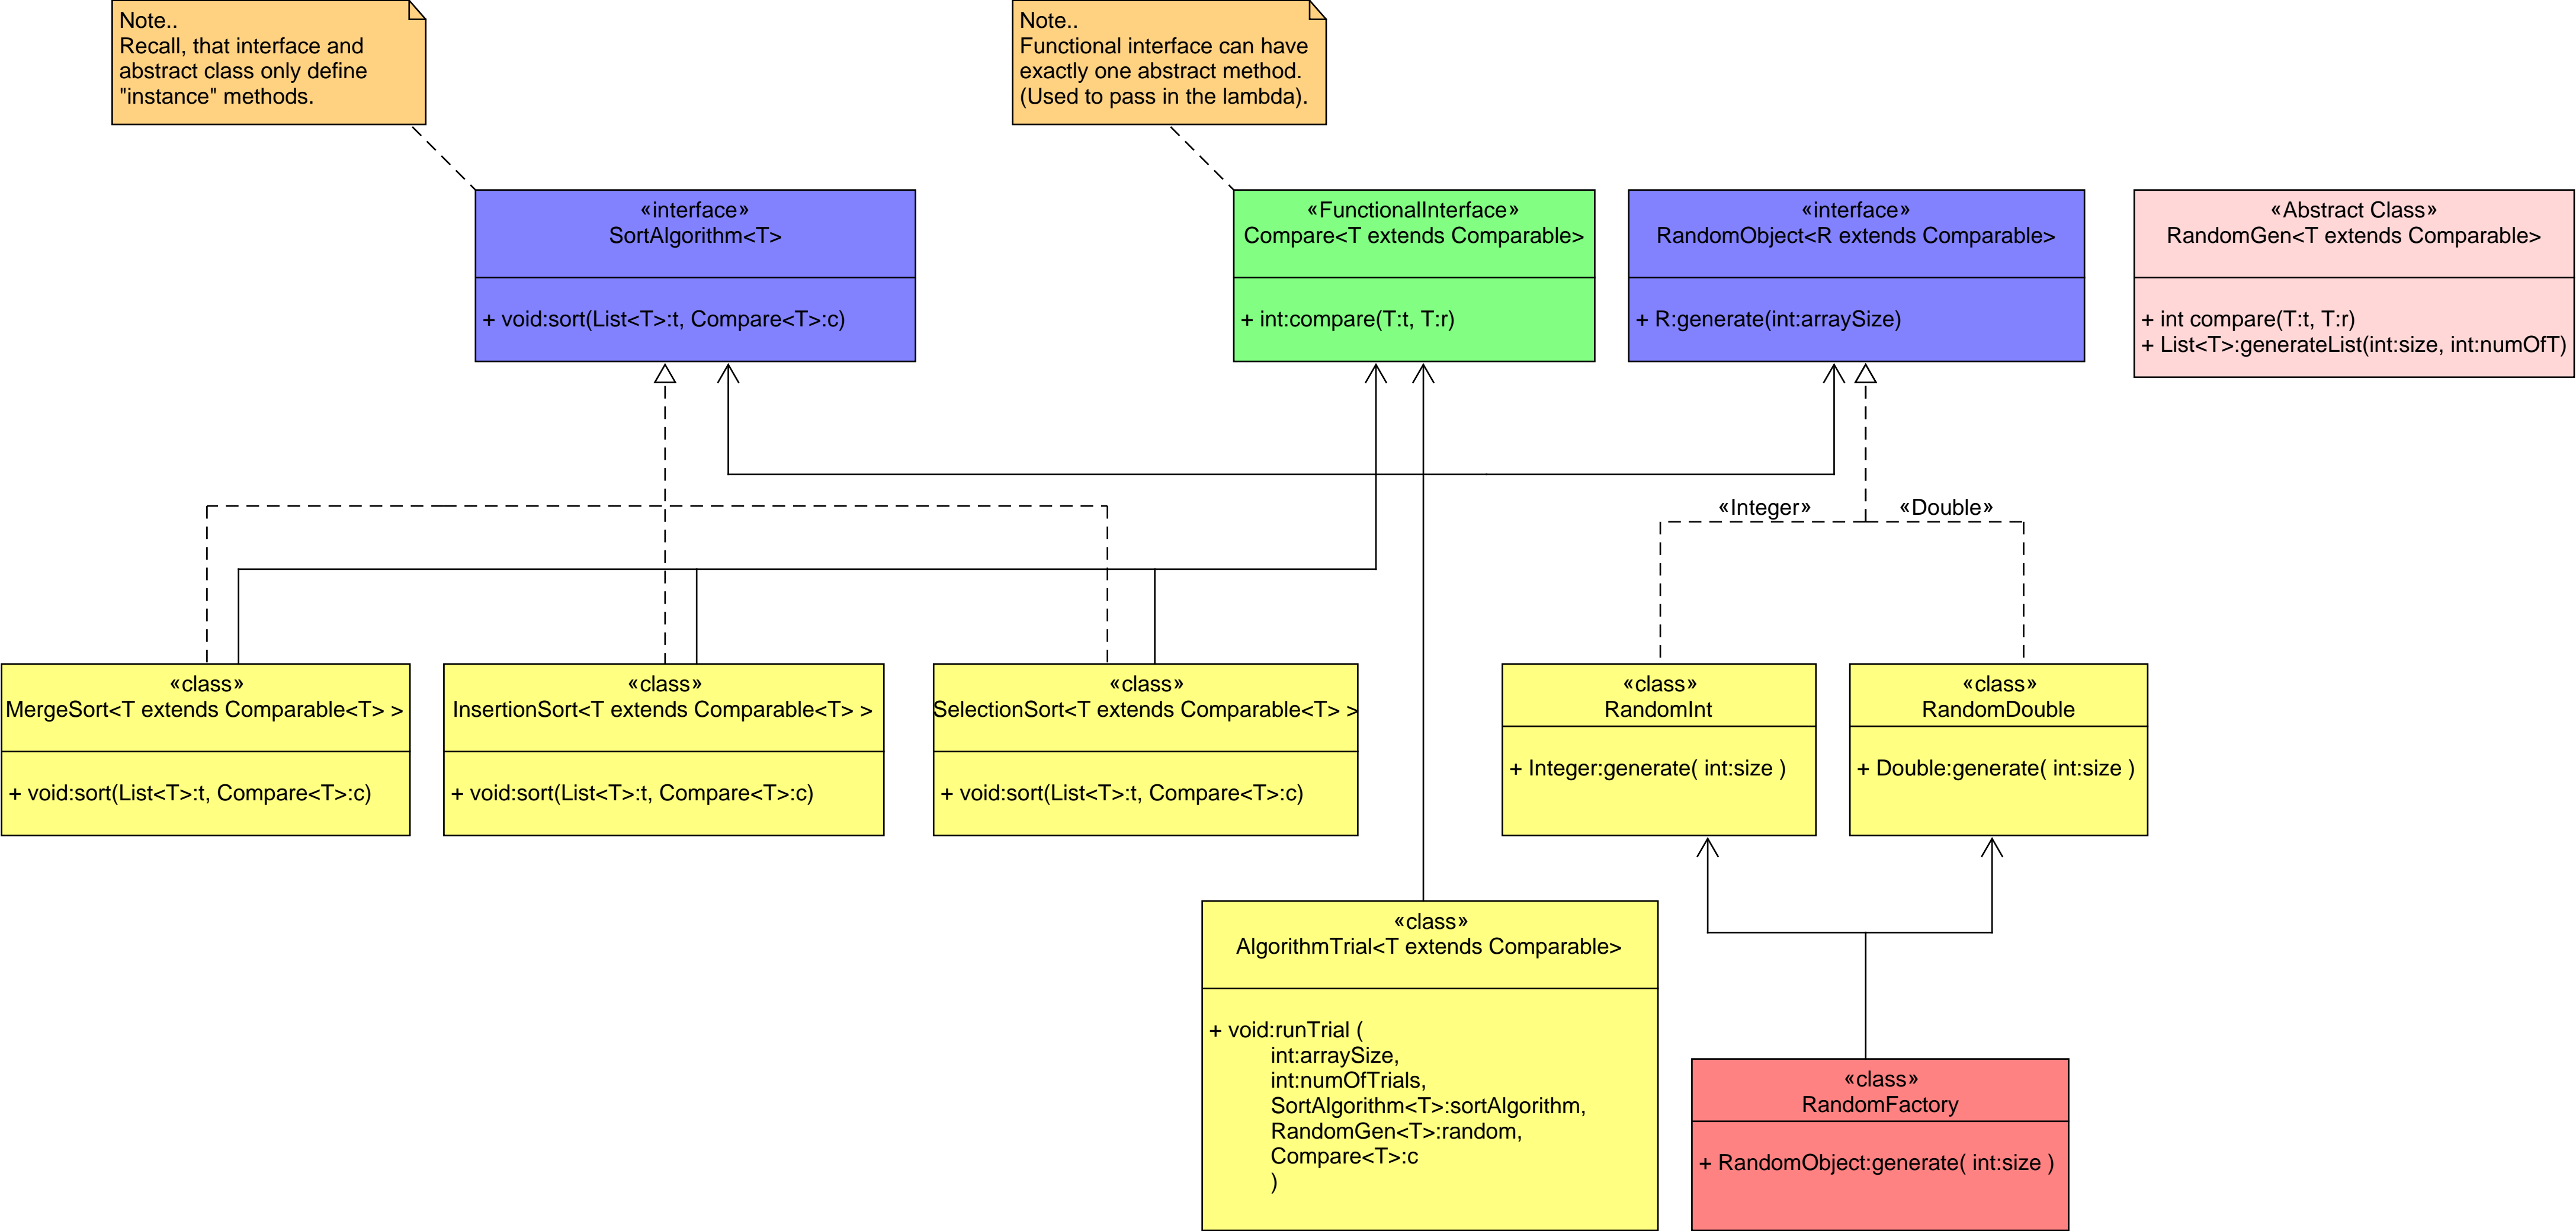 Note..
Recall, that interface and
abstract class only define
"instance" methods.
Note..
Functional interface can have
exactly one abstract method.
(Used to pass in the lambda).
«interface»
SortAlgorithm<T>
+ void:sort(List<T>:t, Compare<T>:c)
«FunctionalInterface»
Compare<T extends Comparable>
+ int:compare(T:t, T:r)
«interface»
RandomObject<R extends Comparable>
+ R:generate(int:arraySize)
«Abstract Class»
RandomGen<T extends Comparable>
+ int compare(T:t, T:r)
+ List<T>:generateList(int:size, int:numOfT)
«Integer»
«Double»
«class»
MergeSort<T extends Comparable<T> >
+ void:sort(List<T>:t, Compare<T>:c)
«class»
InsertionSort<T extends Comparable<T> >
+ void:sort(List<T>:t, Compare<T>:c)
«class»
SelectionSort<T extends Comparable<T> >
+ void:sort(List<T>:t, Compare<T>:c)
«class»
RandomInt
+ Integer:generate( int:size )
«class»
RandomDouble
+ Double:generate( int:size )
«class»
AlgorithmTrial<T extends Comparable>
+ void:runTrial (
int:arraySize,
int:numOfTrials,
SortAlgorithm<T>:sortAlgorithm,
RandomGen<T>:random,
Compare<T>:c
)
«class»
RandomFactory
+ RandomObject:generate( int:size )